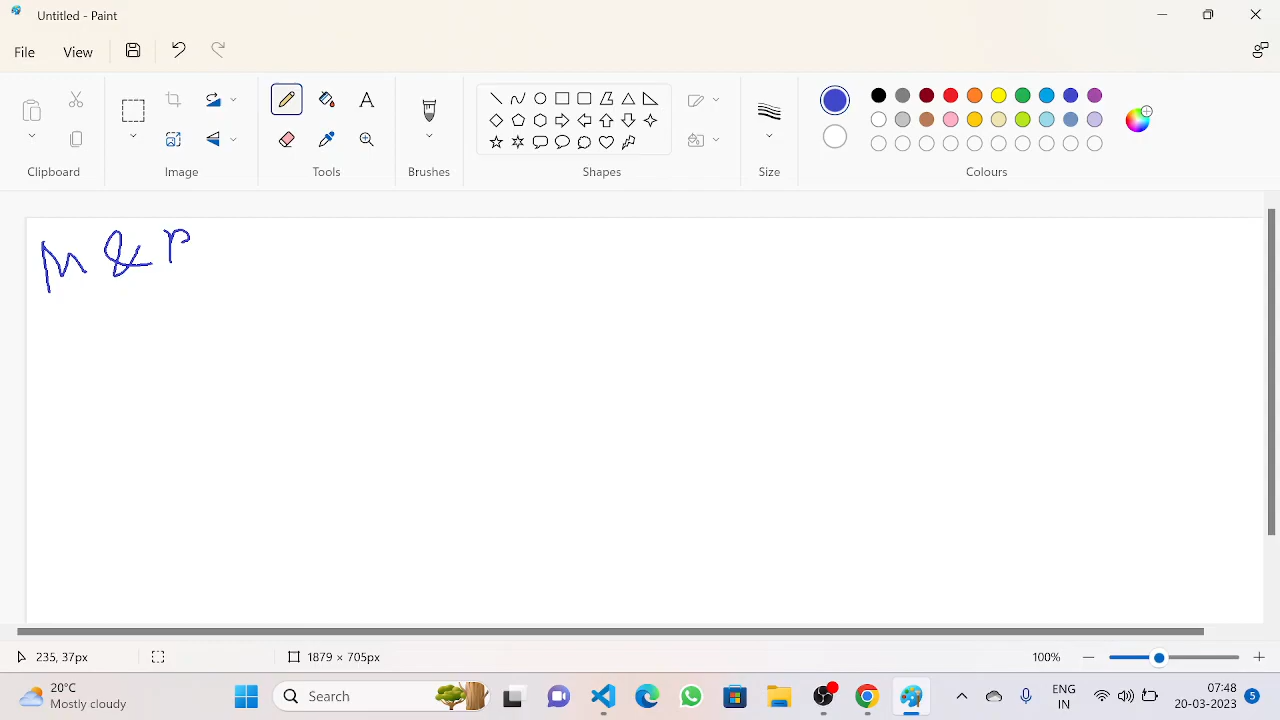 Untitled - Paint
File View
Clipboard Image Tools Brushes Shapes Size Colours
M & P
235, 37px 1879 × 705px 100%
20°C
Mostly cloudy
Search
ENG
IN
07:48
20-03-2023
5